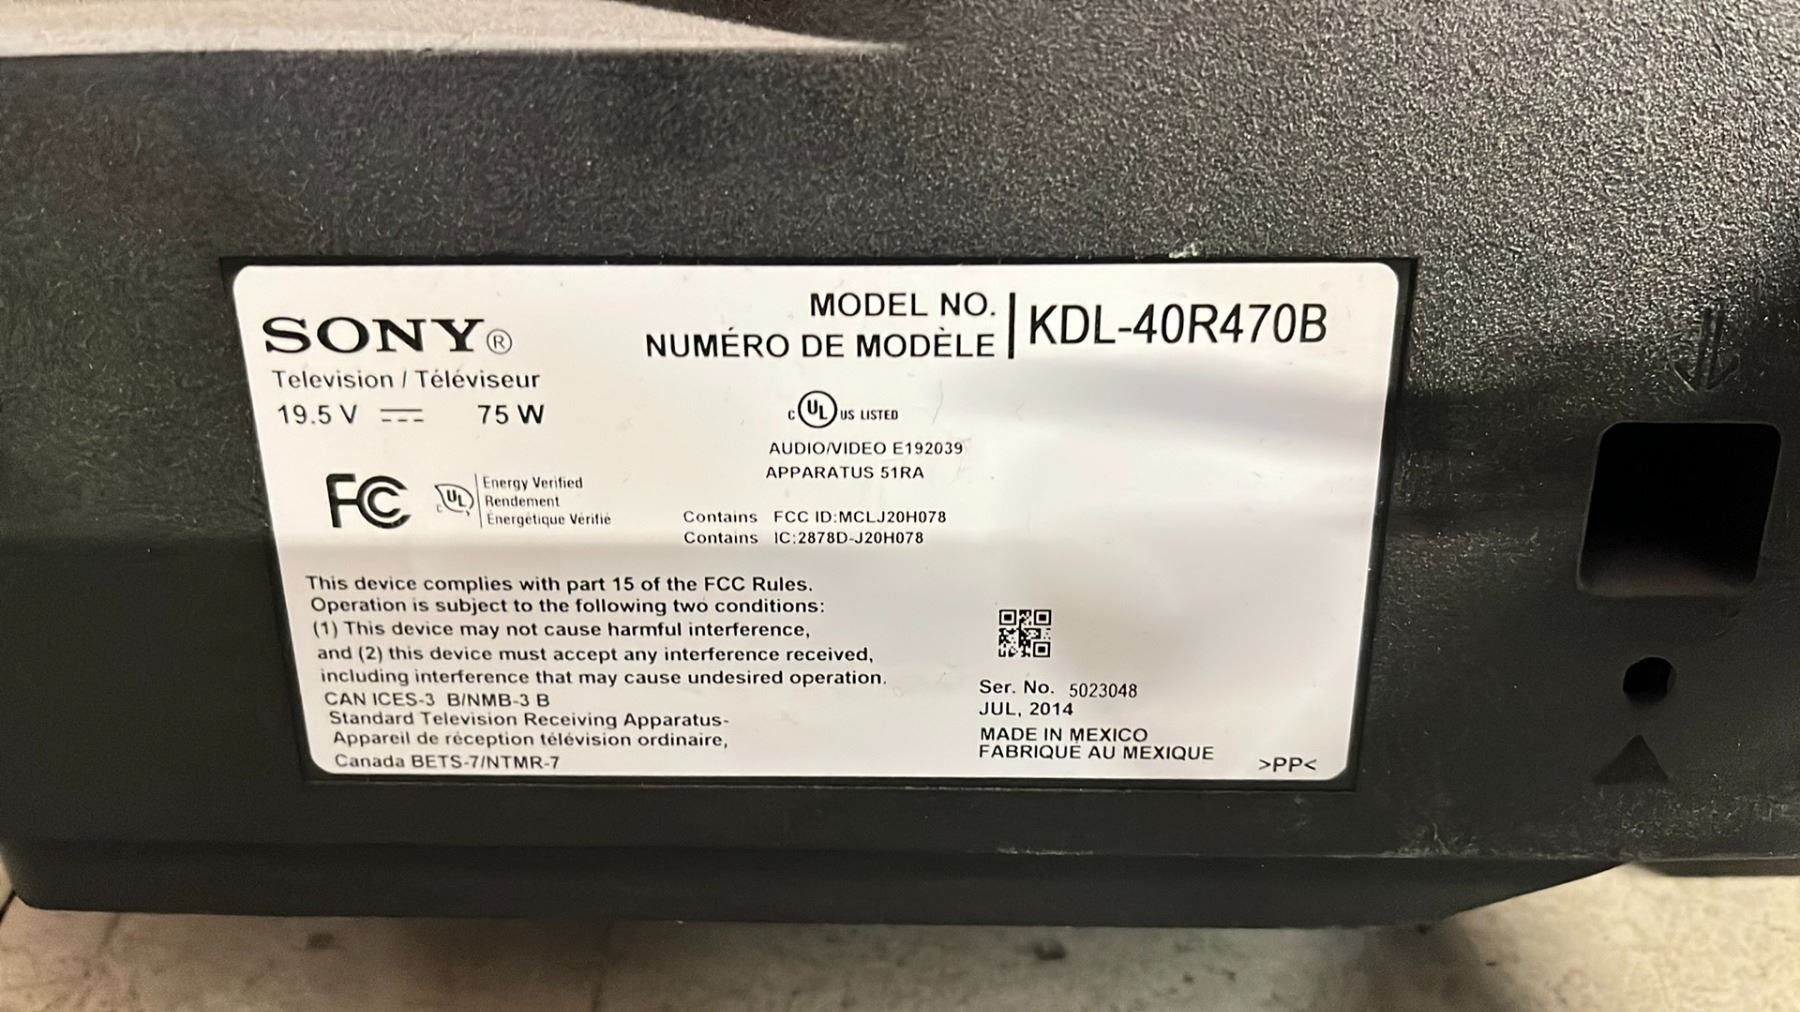 SONY®
Television / Téléviseur
19.5 V 75 W
MODEL NO.
NUMÉRO DE MODÈLE
KDL-40R470B
C UL US LISTED
AUDIO/VIDEO E192039
APPARATUS 51RA
FC
C UL
Energy Verified
Rendement
Énergétique Vérifié
Contains FCC ID:MCLJ20H078
Contains IC:2878D-J20H078
This device complies with part 15 of the FCC Rules.
Operation is subject to the following two conditions:
(1) This device may not cause harmful interference,
and (2) this device must accept any interference received,
including interference that may cause undesired operation.
CAN ICES-3 B/NMB-3 B
Standard Television Receiving Apparatus-
Appareil de réception télévision ordinaire,
Canada BETS-7/NTMR-7
Ser. No. 5023048
JUL, 2014
MADE IN MEXICO
FABRIQUÉ AU MEXIQUE
>PP<